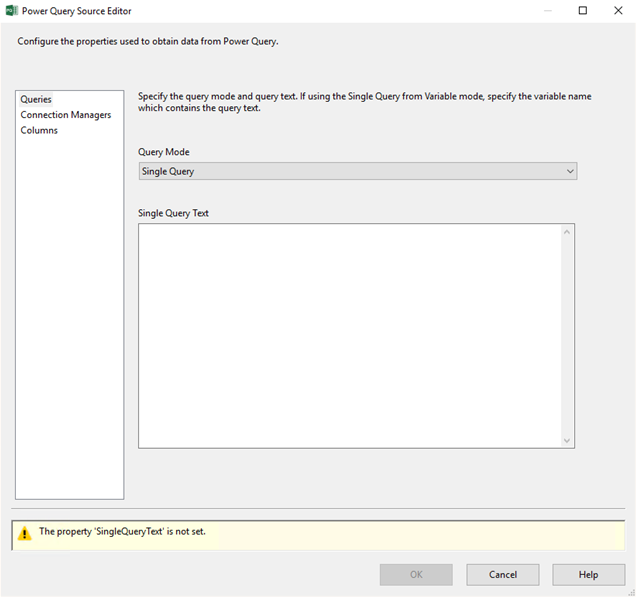 Power Query Source Editor
Configure the properties used to obtain data from Power Query.
Queries
Connection Managers
Columns
Specify the query mode and query text. If using the Single Query from Variable mode, specify the variable name
which contains the query text.
Query Mode
Single Query
Single Query Text
The property 'SingleQueryText' is not set.
OK
Cancel
Help